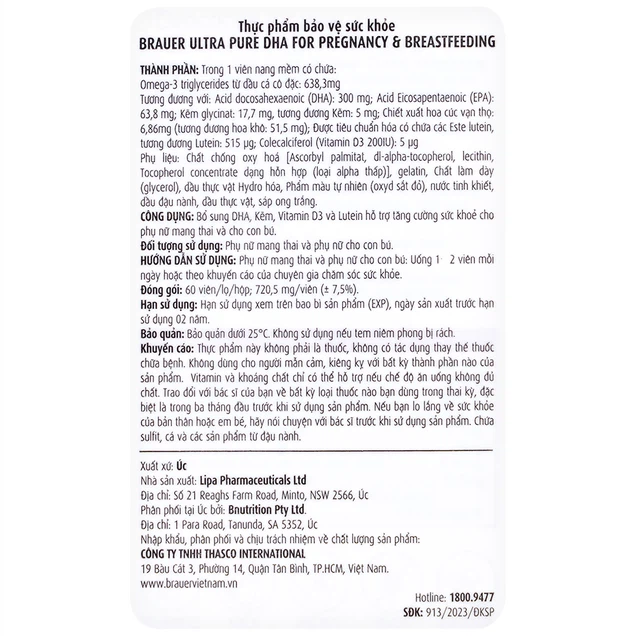 Thực phẩm bảo vệ sức khỏe
BRAUER ULTRA PURE DHA FOR PREGNANCY & BREASTFEEDING
THÀNH PHẦN: Trong 1 viên nang mềm có chứa:
Omega-3 triglycerides từ dầu cá cô đặc: 638,3mg
Tương đương với: Acid docosahexaenoic (DHA): 300 mg; Acid Eicosapentaenoic (EPA):
63,8 mg; Kẽm glycinat: 17,7 mg, tương đương Kẽm: 5 mg; Chiết xuất hoa cúc vạn thọ:
6,86mg (tương đương hoa khô: 51,5 mg); Được tiêu chuẩn hóa có chứa các Este lutein,
tương đương Lutein: 515 µg; Colecalciferol (Vitamin D3 200IU): 5 µg
Phụ liệu: Chất chống oxy hoá [Ascorbyl palmitat, dl-alpha-tocopherol, lecithin,
Tocopherol concentrate dạng hỗn hợp (loại alpha thấp)], gelatin, Chất làm dày
(glycerol), dầu thực vật Hydro hóa, Phẩm màu tự nhiên (oxyd sắt đỏ), nước tinh khiết,
dầu đậu nành, dầu thực vật, sáp ong trắng.
CÔNG DỤNG: Bổ sung DHA, Kẽm, Vitamin D3 và Lutein hỗ trợ tăng cường sức khoẻ cho
phụ nữ mang thai và cho con bú.
Đối tượng sử dụng: Phụ nữ mang thai và phụ nữ cho con bú.
HƯỚNG DẪN SỬ DỤNG: Phụ nữ mang thai và phụ nữ cho con bú: Uống 1 2 viên mỗi
ngày hoặc theo khuyến cáo của chuyên gia chăm sóc sức khỏe.
Đóng gói: 60 viên/lọ/hộp; 720,5 mg/viên (± 7,5%).
Hạn sử dụng: Hạn sử dụng xem trên bao bì sản phẩm (EXP), ngày sản xuất trước hạn
sử dụng 02 năm.
Bảo quản: Bảo quản dưới 25°C. Không sử dụng nếu tem niêm phong bị rách.
Khuyến cáo: Thực phẩm này không phải là thuốc, không có tác dụng thay thế thuốc
chữa bệnh. Không dùng cho người mẫn cảm, kiêng kỵ với bất kỳ thành phần nào của
sản phẩm. Vitamin và khoáng chất chỉ có thể hỗ trợ nếu chế độ ăn uống không đủ
chất. Trao đổi với bác sĩ của bạn về bất kỳ loại thuốc nào bạn dùng trong thai kỳ, đặc
biệt là trong ba tháng đầu trước khi sử dụng sản phẩm. Nếu bạn lo lắng về sức khỏe
của bản thân hoặc em bé, hãy nói chuyện với bác sĩ trước khi sử dụng sản phẩm. Chứa
sulfit, cá và các sản phẩm từ đậu nành.
Xuất xứ: Úc
Nhà sản xuất: Lipa Pharmaceuticals Ltd
Địa chỉ: Số 21 Reaghs Farm Road, Minto, NSW 2566, Úc
Phân phối tại Úc bởi: Bnutrition Pty Ltd.
Địa chỉ: 1 Para Road, Tanunda, SA 5352, Úc
Nhập khẩu, phân phối và chịu trách nhiệm về chất lượng sản phẩm:
CÔNG TY TNHH THASCO INTERNATIONAL
19 Bàu Cát 3, Phường 14, Quận Tân Bình, TP.HCM, Việt Nam.
www.brauervietnam.vn
Hotline: 1800.9477
SĐK: 913/2023/ĐKSP